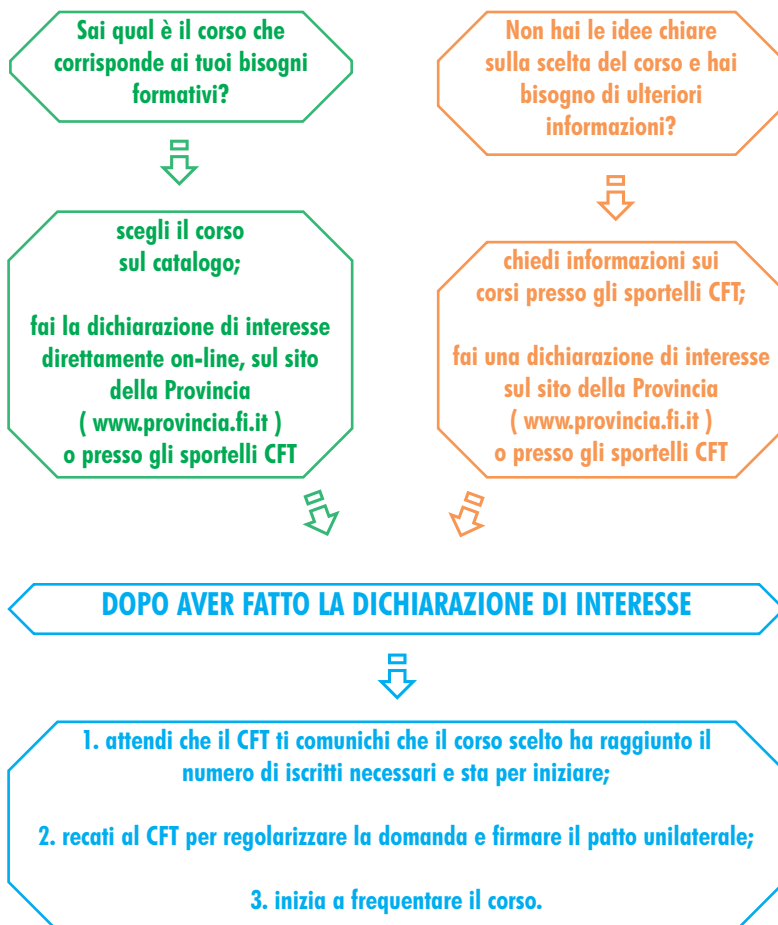 Sai qual è il corso che
corrisponde ai tuoi bisogni
formativi?
scegli il corso
sul catalogo;
fai la dichiarazione di interesse
direttamente on-line, sul sito
della Provincia
( www.provincia.fi.it )
o presso gli sportelli CFT
Non hai le idee chiare
sulla scelta del corso e hai
bisogno di ulteriori
informazioni?
chiedi informazioni sui
corsi presso gli sportelli CFT;
fai una dichiarazione di interesse
sul sito della Provincia
( www.provincia.fi.it )
o presso gli sportelli CFT
DOPO AVER FATTO LA DICHIARAZIONE DI INTERESSE
1. attendi che il CFT ti comunichi che il corso scelto ha raggiunto il
numero di iscritti necessari e sta per iniziare;
2. recati al CFT per regolarizzare la domanda e firmare il patto unilaterale;
3. inizia a frequentare il corso.